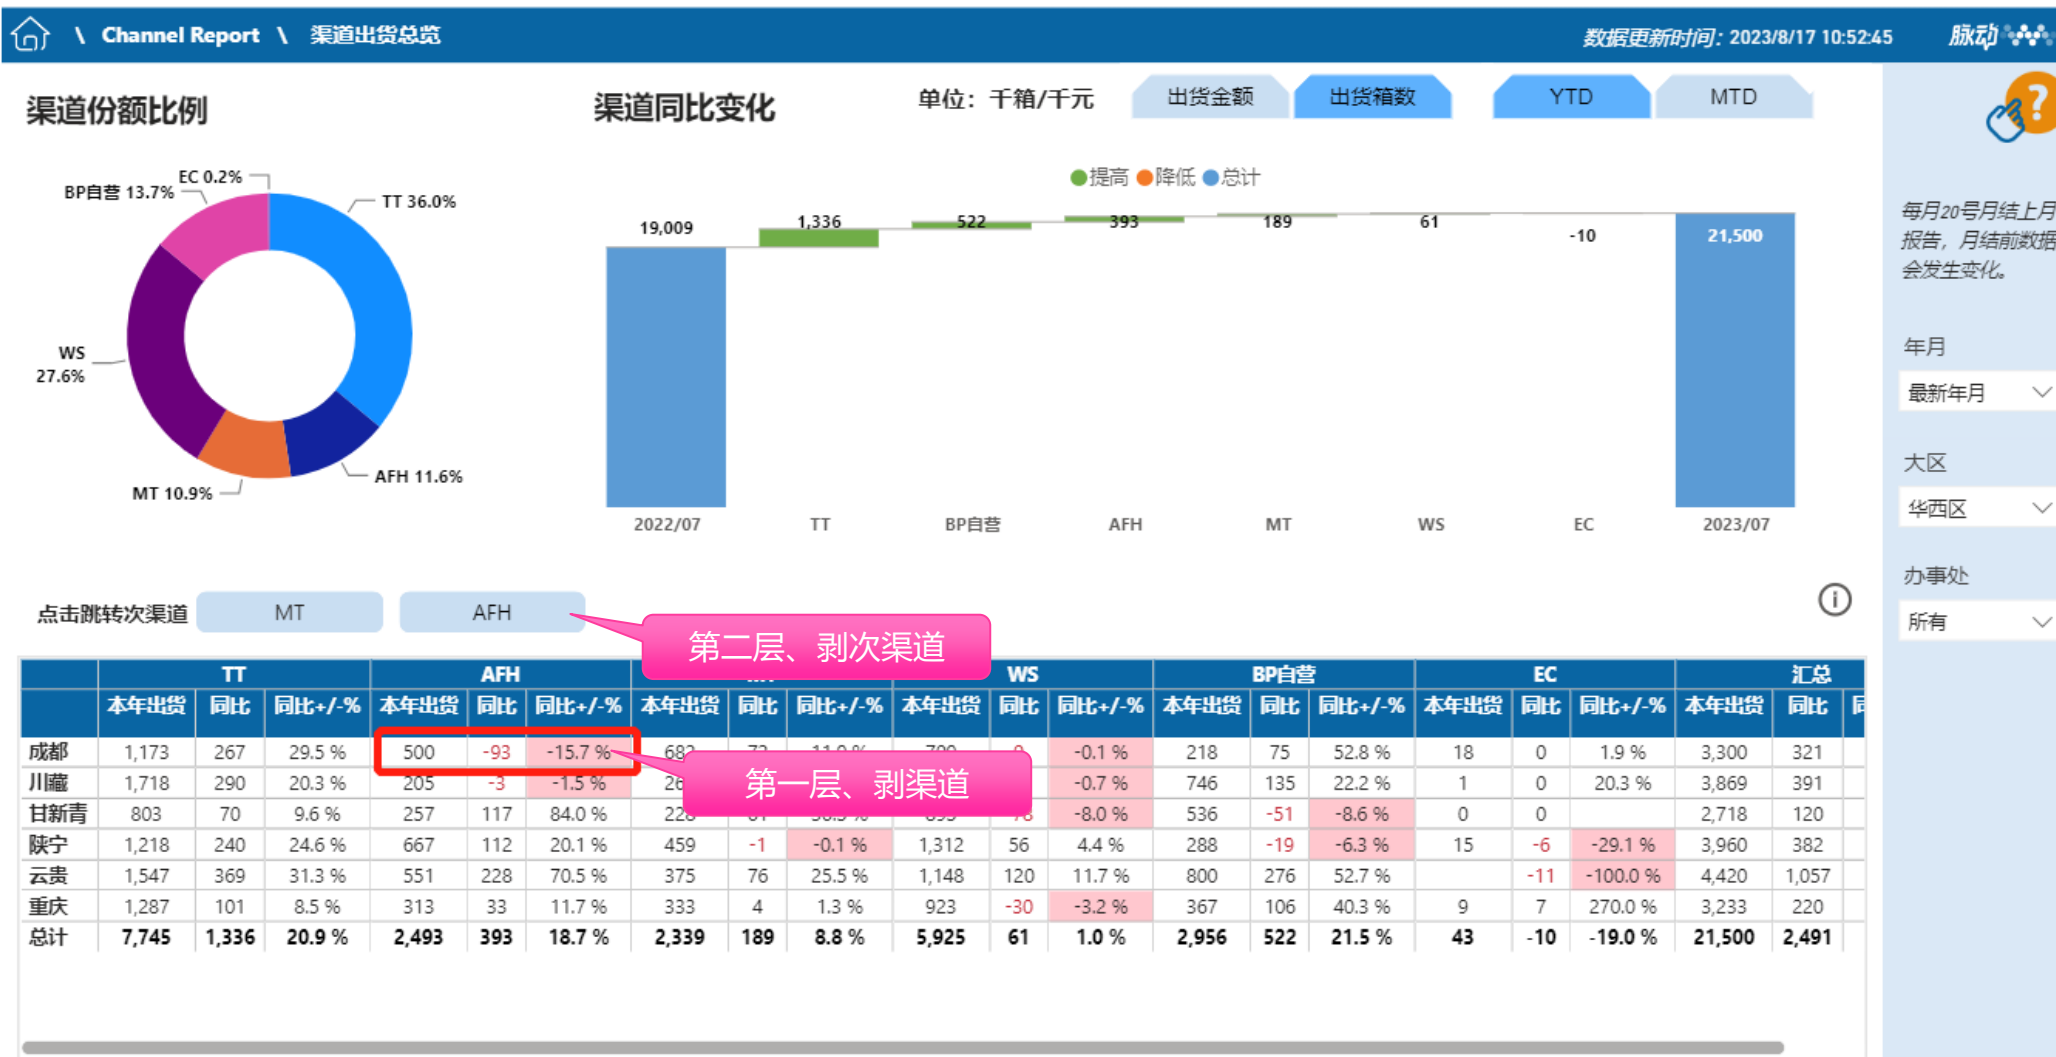 \ Channel Report \ 渠道出货总览
数据更新时间: 2023/8/17 10:52:45
脉动
渠道份额比例
EC 0.2%
BP自营 13.7%
TT 36.0%
WS
27.6%
AFH 11.6%
MT 10.9%
渠道同比变化
单位: 千箱/千元
出货金额 出货箱数 YTD MTD
提高 降低 总计
19,009 1,336 522 393 189 61 -10 21,500
2022/07 TT BP自营 AFH MT WS EC 2023/07
?
每月20号月结上月
报告，月结前数据
会发生变化。
年月
最新年月
大区
华西区
办事处
所有
点击跳转次渠道 MT AFH
第二层、剥次渠道
TT AFH WS BP自营 EC 汇总
本年出货 同比 同比+/-% 本年出货 同比 同比+/-% 本年出货 同比 同比+/-% 本年出货 同比 同比+/-% 本年出货 同比 同比+/-% 本年出货 同比 同比+/-% 本年出货 同比
成都 1,173 267 29.5 % 500 -93 -15.7 % -0.1 % 218 75 52.8 % 18 0 1.9 % 3,300 321
第一层、剥渠道
川藏 1,718 290 20.3 % 205 -3 -1.5 % -0.7 % 746 135 22.2 % 1 0 20.3 % 3,869 391
甘新青 803 70 9.6 % 257 117 84.0 % -8.0 % 536 -51 -8.6 % 0 0 2,718 120
陕宁 1,218 240 24.6 % 667 112 20.1 % 459 -1 -0.1 % 1,312 56 4.4 % 288 -19 -6.3 % 15 -6 -29.1 % 3,960 382
云贵 1,547 369 31.3 % 551 228 70.5 % 375 76 25.5 % 1,148 120 11.7 % 800 276 52.7 % -11 -100.0 % 4,420 1,057
重庆 1,287 101 8.5 % 313 33 11.7 % 333 4 1.3 % 923 -30 -3.2 % 367 106 40.3 % 9 7 270.0 % 3,233 220
总计 7,745 1,336 20.9 % 2,493 393 18.7 % 2,339 189 8.8 % 5,925 61 1.0 % 2,956 522 21.5 % 43 -10 -19.0 % 21,500 2,491